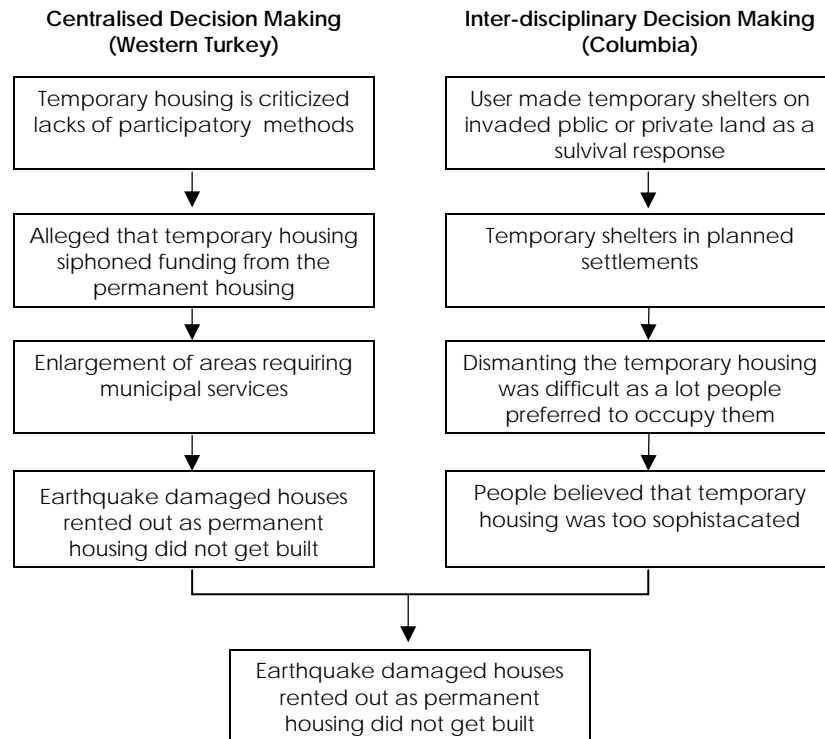 Centralised Decision Making
(Western Turkey)
Temporary housing is criticized
lacks of participatory methods
Alleged that temporary housing
siphoned funding from the
permanent housing
Enlargement of areas requiring
municipal services
Earthquake damaged houses
rented out as permanent
housing did not get built
Inter-disciplinary Decision Making
(Columbia)
User made temporary shelters on
invaded pblic or private land as a
sulvival response
Temporary shelters in planned
settlements
Dismanting the temporary housing
was difficult as a lot people
preferred to occupy them
People believed that temporary
housing was too sophistacated
Earthquake damaged houses
rented out as permanent
housing did not get built